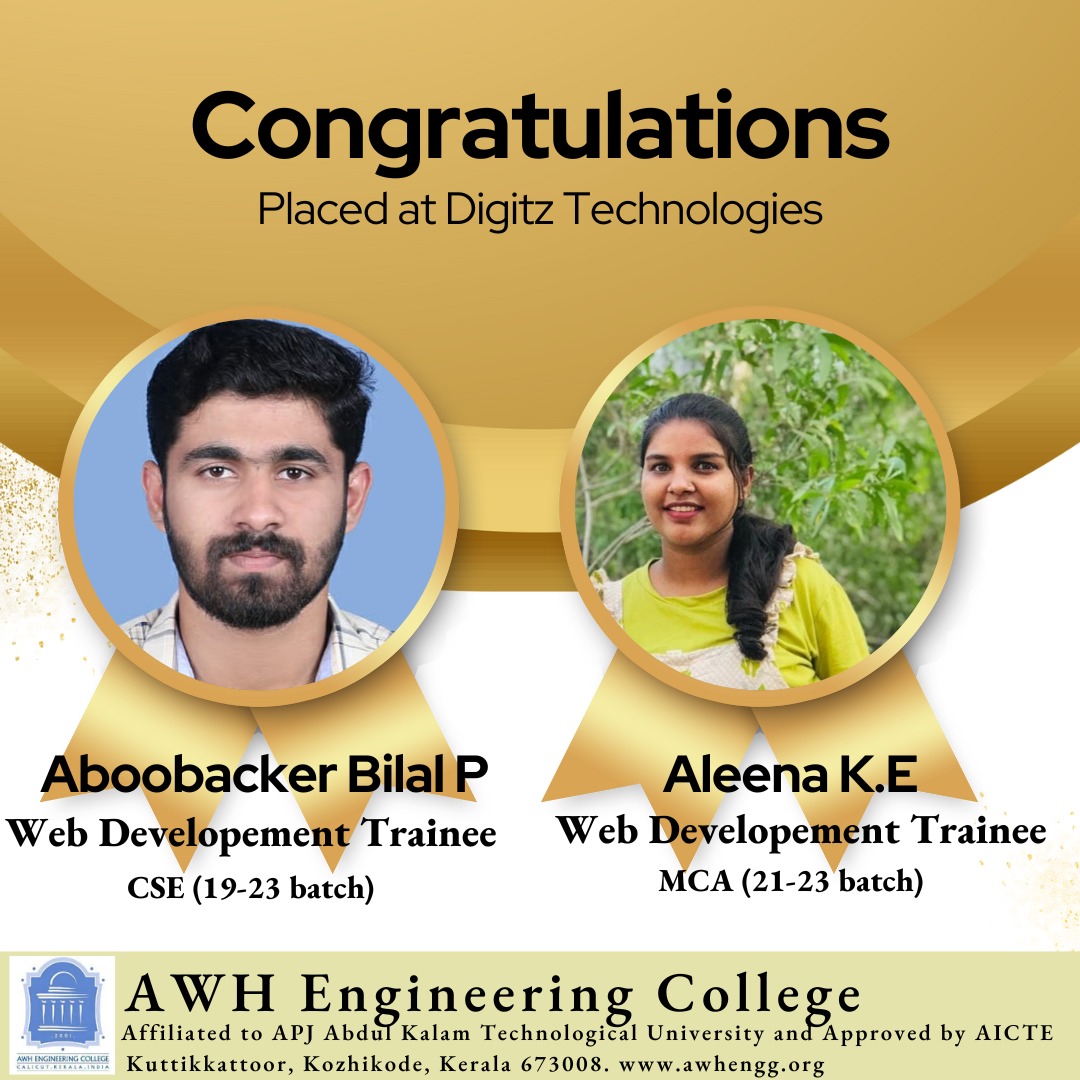 Congratulations
Placed at Digitz Technologies
Aboobacker Bilal P
Web Developement Trainee
CSE (19-23 batch)
Aleena K.E
Web Developement Trainee
MCA (21-23 batch)
2001
AWH ENGINEERING COLLEGE
CALICUT.KERALA.INDIA
AWH Engineering College
Affiliated to APJ Abdul Kalam Technological University and Approved by AICTE
Kuttikkattoor, Kozhikode, Kerala 673008. www.awhengg.org